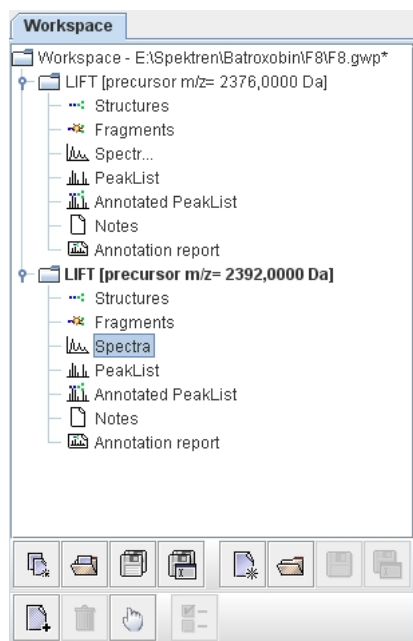 Workspace
Workspace - E:\Spektren\Batroxobin\F8\F8.gwp*
LIFT [precursor m/z= 2376,0000 Da]
Structures
Fragments
Spectr...
PeakList
Annotated PeakList
Notes
Annotation report
LIFT [precursor m/z= 2392,0000 Da]
Structures
Fragments
Spectra
PeakList
Annotated PeakList
Notes
Annotation report